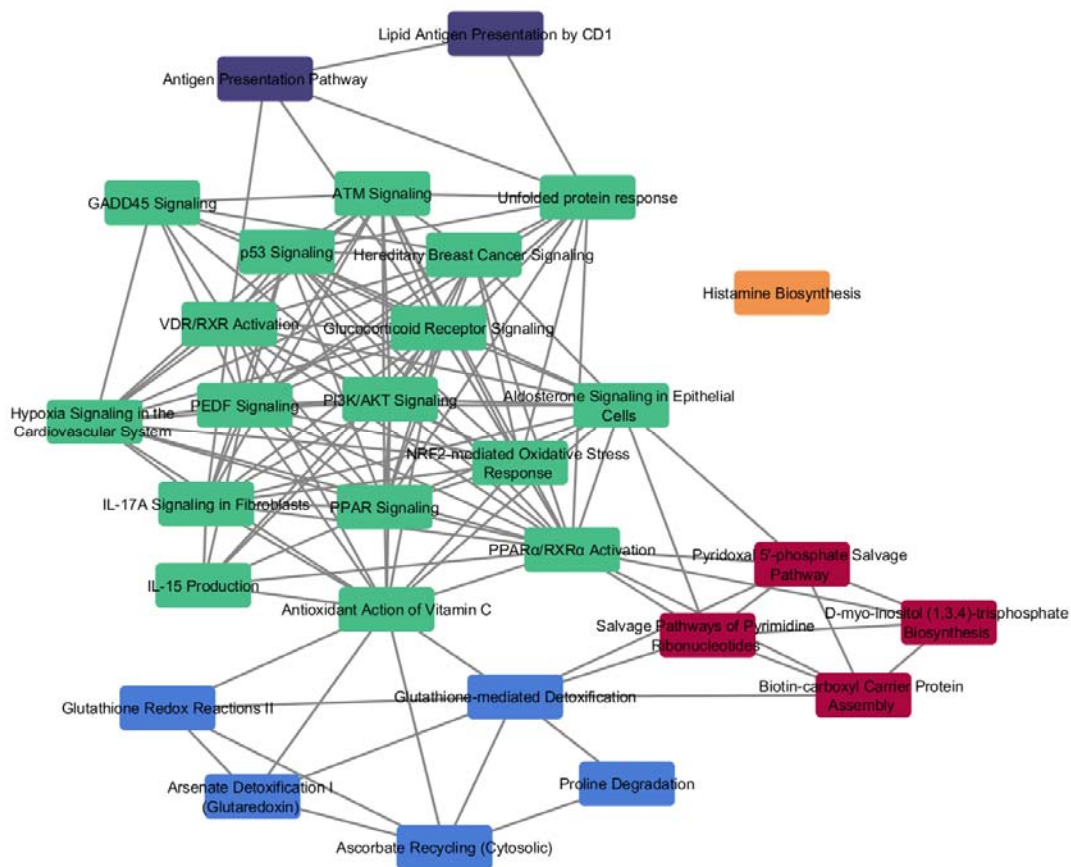 Lipid Antigen Presentation by CD1
Antigen Presentation Pathway
ATM Signaling
GADD45 Signaling
Unfolded protein response
p53 Signaling
Hereditary Breast Cancer Signaling
Histamine Biosynthesis
VDR/RXR Activation
Glucocorticoid Receptor Signaling
Aldosterone Signaling in Epithelial
Cells
PEDF Signaling
PI3K/AKT Signaling
Hypoxia Signaling in the
Cardiovascular System
NRF2-mediated Oxidative Stress
Response
IL-17A Signaling in Fibroblasts
PPAR Signaling
PPARα/RXRα Activation
Pyridoxal 5'-phosphate Salvage
Pathway
IL-15 Production
Antioxidant Action of Vitamin C
D-myo-inositol (1,3,4)-trisphosphate
Biosynthesis
Salvage Pathways of Pyrimidine
Ribonucleotides
Biotin-carboxyl Carrier Protein
Assembly
Glutathione-mediated Detoxification
Glutathione Redox Reactions II
Arsenate Detoxification I
(Glutaredoxin)
Proline Degradation
Ascorbate Recycling (Cytosolic)